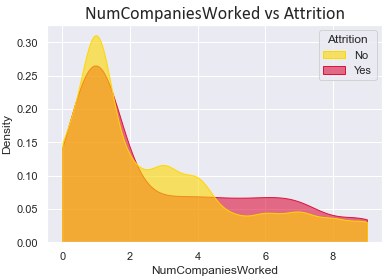 NumCompaniesWorked vs Attrition
Attrition
No
Yes
0.30
0.25
0.20
0.15
0.10
0.05
0.00
Density
0 2 4 6 8
NumCompaniesWorked